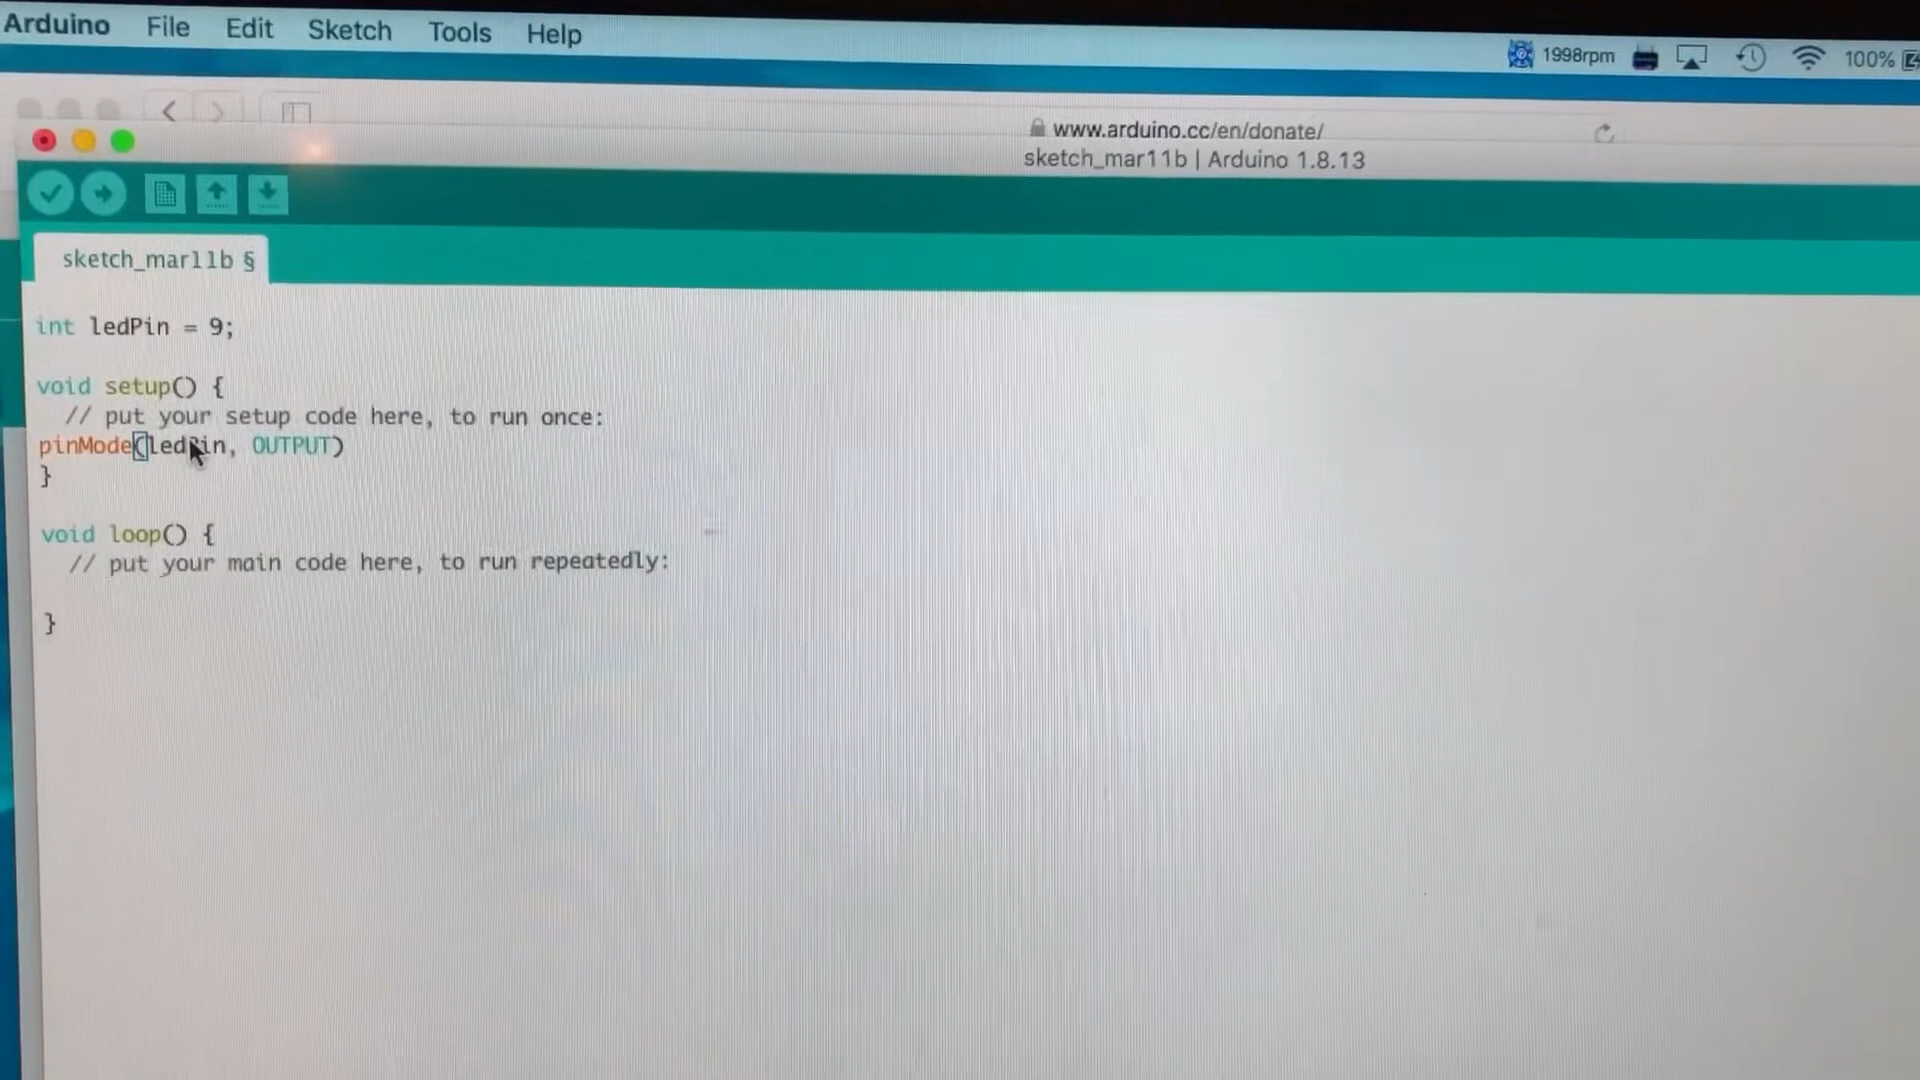 Arduino File Edit Sketch Tools Help
1998rpm 100%
www.arduino.cc/en/donate/
sketch_mar11b | Arduino 1.8.13
sketch_mar11b §
int ledPin = 9;
void setup() {
// put your setup code here, to run once:
pinMode(ledPin, OUTPUT)
}
void loop() {
// put your main code here, to run repeatedly:
}